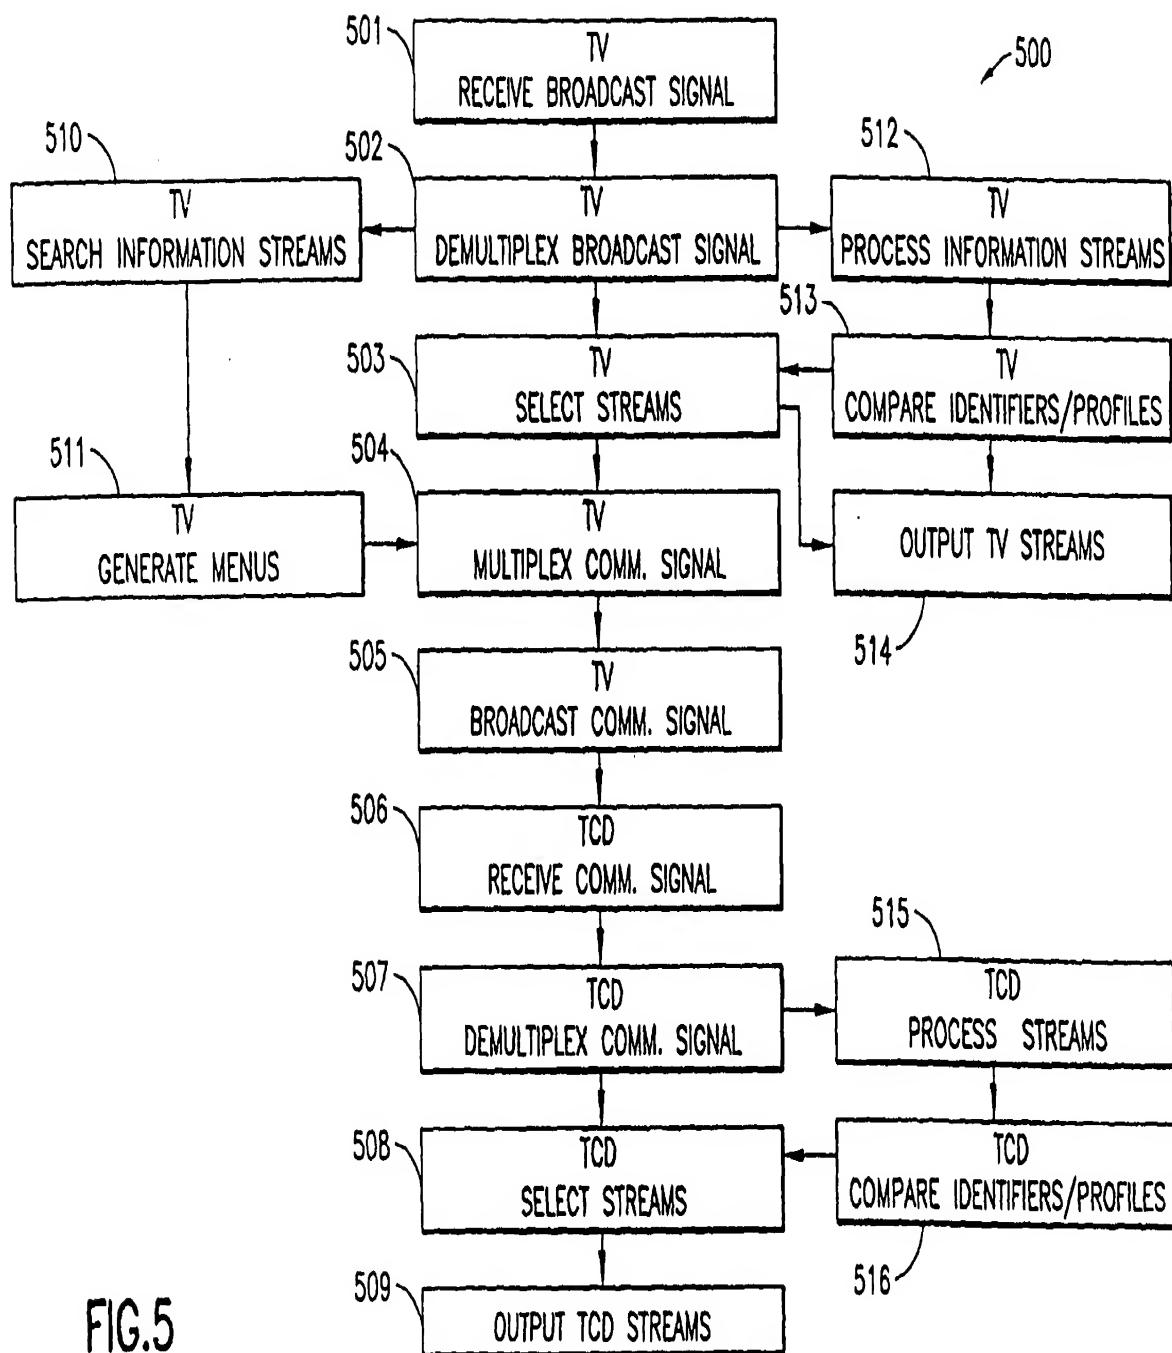 501
TV
RECEIVE BROADCAST SIGNAL
500
510
TV
SEARCH INFORMATION STREAMS
502
TV
DEMULTIPLEX BROADCAST SIGNAL
512
TV
PROCESS INFORMATION STREAMS
503
TV
SELECT STREAMS
513
TV
COMPARE IDENTIFIERS/PROFILES
511
TV
GENERATE MENUS
504
TV
MULTIPLEX COMM. SIGNAL
OUTPUT TV STREAMS
514
505
TV
BROADCAST COMM. SIGNAL
506
TCD
RECEIVE COMM. SIGNAL
507
TCD
DEMULTIPLEX COMM. SIGNAL
515
TCD
PROCESS STREAMS
508
TCD
SELECT STREAMS
TCD
COMPARE IDENTIFIERS/PROFILES
516
509
OUTPUT TCD STREAMS
FIG.5